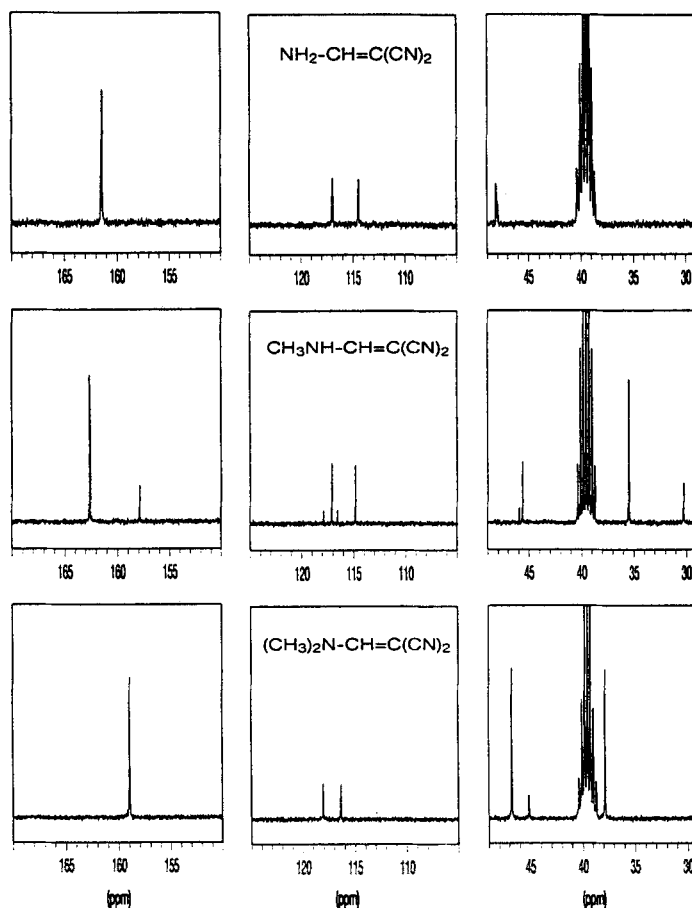 NH2-CH=C(CN)2
165 160 155 120 115 110 45 40 35 30
CH3NH-CH=C(CN)2
165 160 155 120 115 110 45 40 35 30
(CH3)2N-CH=C(CN)2
165 160 155 120 115 110 45 40 35 30
(ppm) (ppm) (ppm)